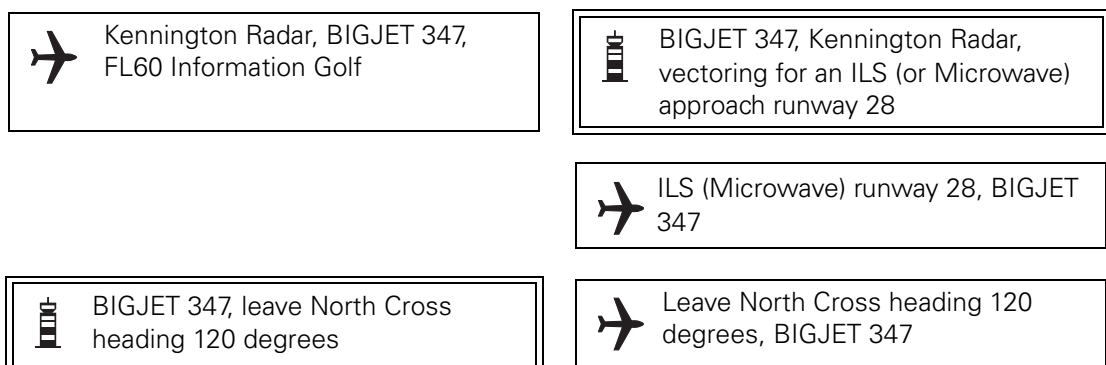 Kennington Radar, BIGJET 347,
FL60 Information Golf
BIGJET 347, Kennington Radar,
vectoring for an ILS (or Microwave)
approach runway 28
ILS (Microwave) runway 28, BIGJET
347
BIGJET 347, leave North Cross
heading 120 degrees
Leave North Cross heading 120
degrees, BIGJET 347